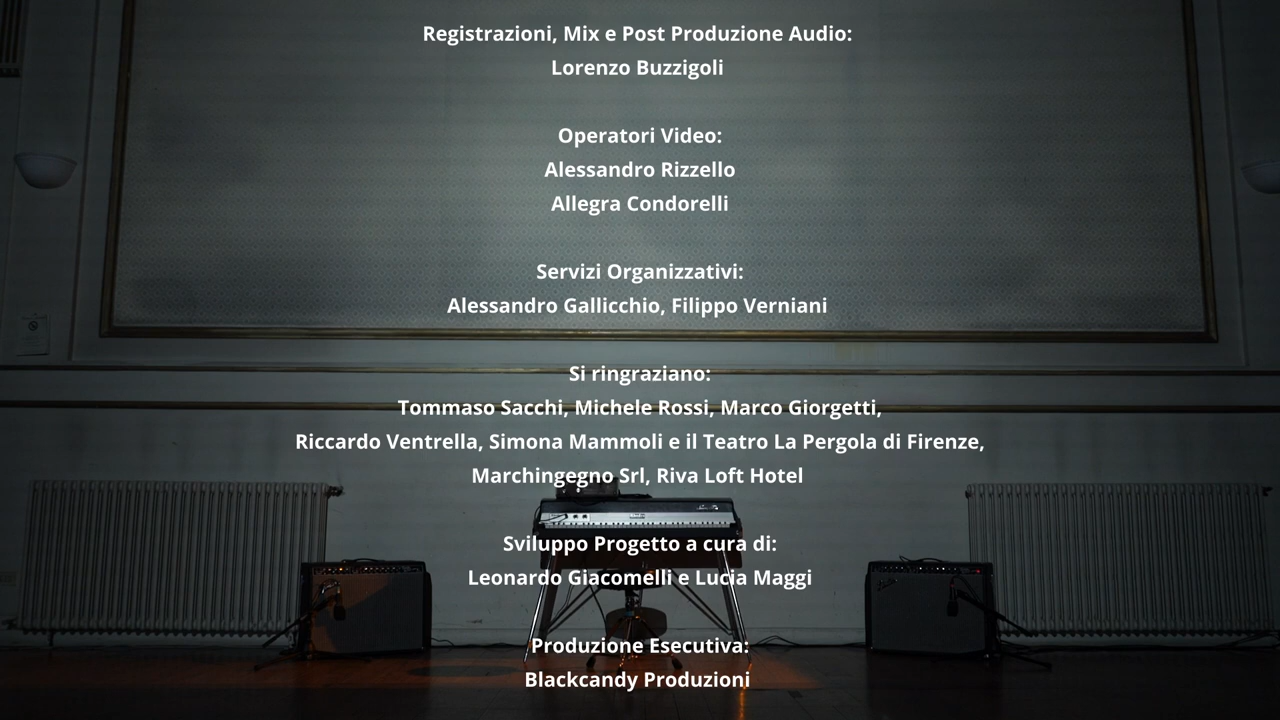 Registrazioni, Mix e Post Produzione Audio:
Lorenzo Buzzigoli
Operatori Video:
Alessandro Rizzello
Allegra Condorelli
Servizi Organizzativi:
Alessandro Gallicchio, Filippo Verniani
Si ringraziano:
Tommaso Sacchi, Michele Rossi, Marco Giorgetti,
Riccardo Ventrella, Simona Mammoli e il Teatro La Pergola di Firenze,
Marchingegno Srl, Riva Loft Hotel
Sviluppo Progetto a cura di:
Leonardo Giacomelli e Lucia Maggi
Produzione Esecutiva:
Blackcandy Produzioni